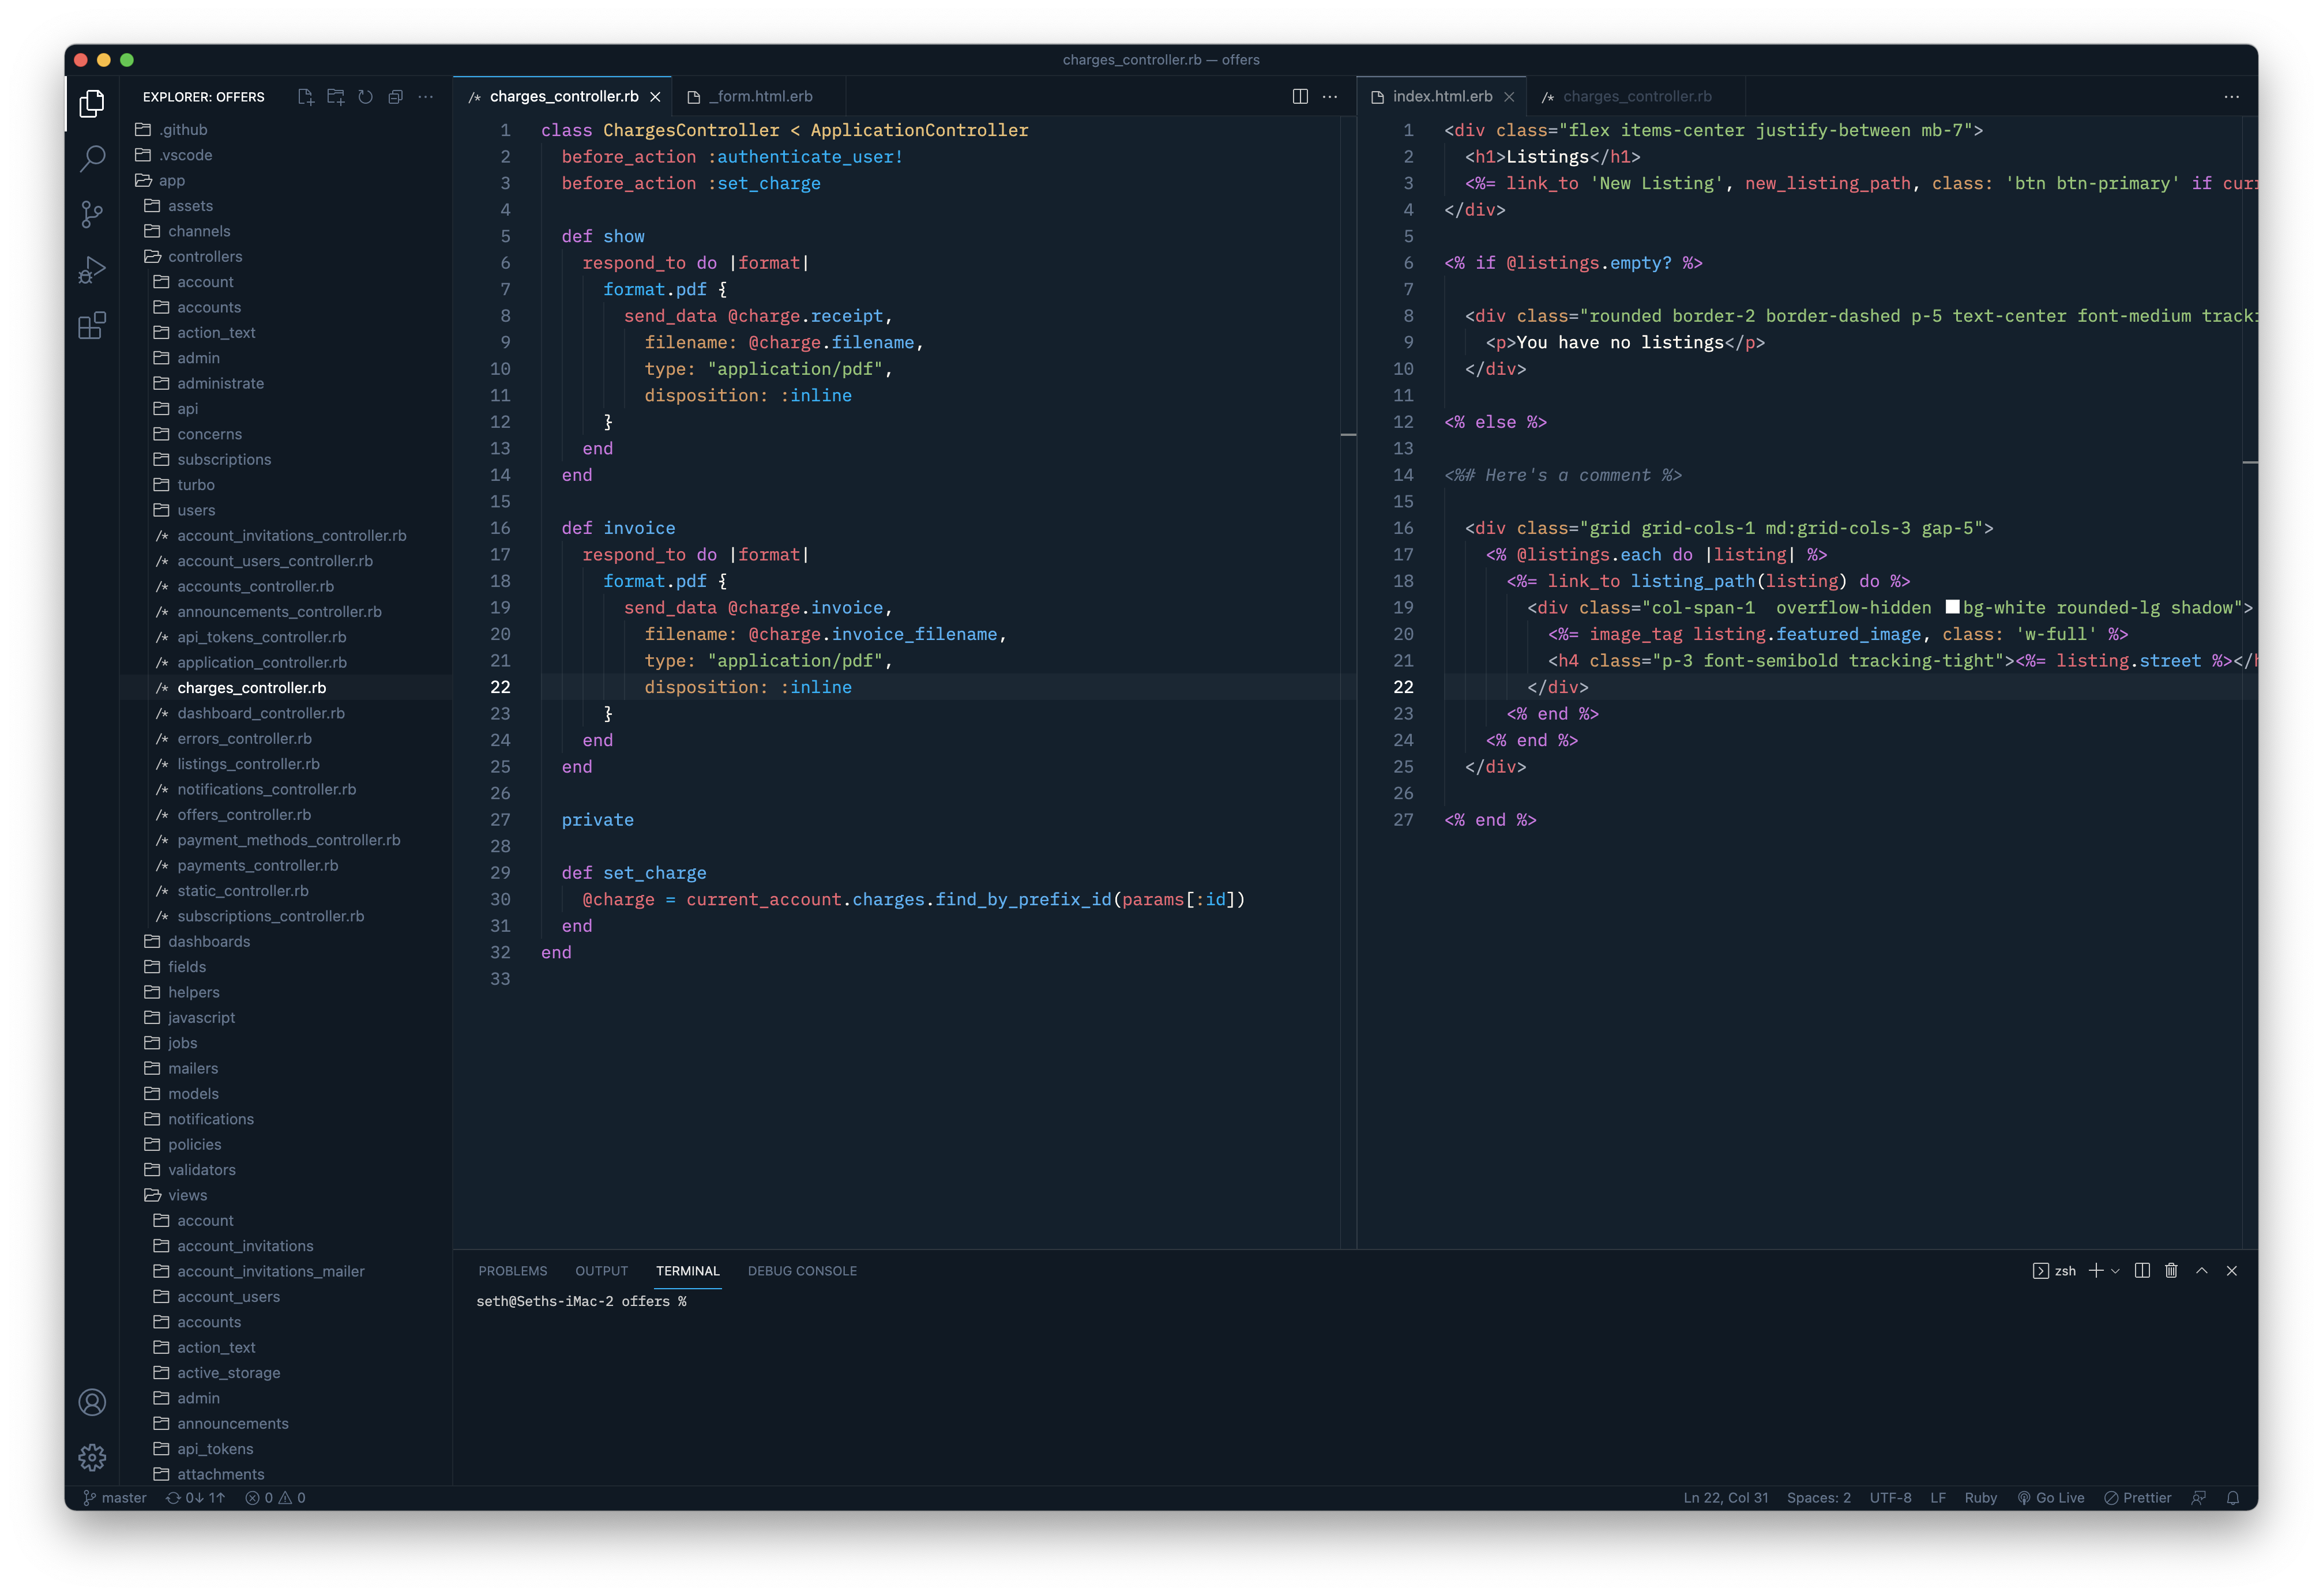 charges_controller.rb — offers
EXPLORER: OFFERS
.github
.vscode
app
assets
channels
controllers
account
accounts
action_text
admin
administrate
api
concerns
subscriptions
turbo
users
/* account_invitations_controller.rb
/* account_users_controller.rb
/* accounts_controller.rb
/* announcements_controller.rb
/* api_tokens_controller.rb
/* application_controller.rb
/* charges_controller.rb
/* dashboard_controller.rb
/* errors_controller.rb
/* listings_controller.rb
/* notifications_controller.rb
/* offers_controller.rb
/* payment_methods_controller.rb
/* payments_controller.rb
/* static_controller.rb
/* subscriptions_controller.rb
dashboards
fields
helpers
javascript
jobs
mailers
models
notifications
policies
validators
views
account
account_invitations
account_invitations_mailer
account_users
accounts
action_text
active_storage
admin
announcements
api_tokens
attachments
/* charges_controller.rb
_form.html.erb
1 class ChargesController < ApplicationController
2 before_action :authenticate_user!
3 before_action :set_charge
4
5 def show
6 respond_to do |format|
7 format.pdf {
8 send_data @charge.receipt,
9 filename: @charge.filename,
10 type: "application/pdf",
11 disposition: :inline
12 }
13 end
14 end
15
16 def invoice
17 respond_to do |format|
18 format.pdf {
19 send_data @charge.invoice,
20 filename: @charge.invoice_filename,
21 type: "application/pdf",
22 disposition: :inline
23 }
24 end
25 end
26
27 private
28
29 def set_charge
30 @charge = current_account.charges.find_by_prefix_id(params[:id])
31 end
32 end
33
index.html.erb
/* charges_controller.rb
1 <div class="flex items-center justify-between mb-7">
2 <h1>Listings</h1>
3 <%= link_to 'New Listing', new_listing_path, class: 'btn btn-primary' if curr
4 </div>
5
6 <% if @listings.empty? %>
7
8 <div class="rounded border-2 border-dashed p-5 text-center font-medium track
9 <p>You have no listings</p>
10 </div>
11
12 <% else %>
13
14 <%# Here's a comment %>
15
16 <div class="grid grid-cols-1 md:grid-cols-3 gap-5">
17 <% @listings.each do |listing| %>
18 <%= link_to listing_path(listing) do %>
19 <div class="col-span-1  overflow-hidden bg-white rounded-lg shadow">
20 <%= image_tag listing.featured_image, class: 'w-full' %>
21 <h4 class="p-3 font-semibold tracking-tight"><%= listing.street %></h
22 </div>
23 <% end %>
24 <% end %>
25 </div>
26
27 <% end %>
PROBLEMS OUTPUT TERMINAL DEBUG CONSOLE
zsh
seth@Seths-iMac-2 offers %
master 0↓ 1↑ 0 0
Ln 22, Col 31 Spaces: 2 UTF-8 LF Ruby Go Live Prettier